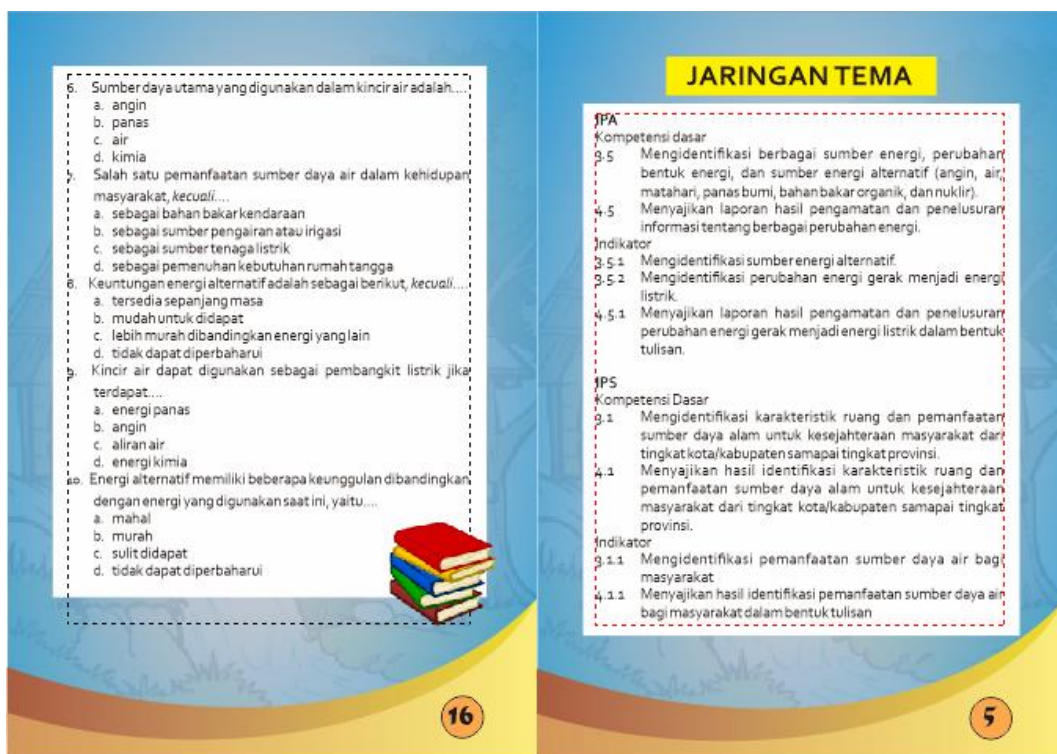 6. Sumber daya utama yang digunakan dalam kincir air adalah....
a. angin
b. panas
c. air
d. kimia
7. Salah satu pemanfaatan sumber daya air dalam kehidupan
masyarakat, kecuali....
a. sebagai bahan bakar kendaraan
b. sebagai sumber pengairan atau irigasi
c. sebagai sumber tenaga listrik
d. sebagai pemenuhan kebutuhan rumah tangga
8. Keuntungan energi alternatif adalah sebagai berikut, kecuali....
a. tersedia sepanjang masa
b. mudah untuk didapat
c. lebih murah dibandingkan energi yang lain
d. tidak dapat diperbaharui
9. Kincir air dapat digunakan sebagai pembangkit listrik jika
terdapat....
a. energi panas
b. angin
c. aliran air
d. energi kimia
10. Energi alternatif memiliki beberapa keunggulan dibandingkan
dengan energi yang digunakan saat ini, yaitu....
a. mahal
b. murah
c. sulit didapat
d. tidak dapat diperbaharui
16
JARINGAN TEMA
IPA
Kompetensi dasar
3.5 Mengidentifikasi berbagai sumber energi, perubahan
bentuk energi, dan sumber energi alternatif (angin, air,
matahari, panas bumi, bahan bakar organik, dan nuklir).
4.5 Menyajikan laporan hasil pengamatan dan penelusuran
informasi tentang berbagai perubahan energi.
Indikator
3.5.1 Mengidentifikasi sumber energi alternatif.
3.5.2 Mengidentifikasi perubahan energi gerak menjadi energi
listrik.
4.5.1 Menyajikan laporan hasil pengamatan dan penelusuran
perubahan energi gerak menjadi energi listrik dalam bentuk
tulisan.
IPS
Kompetensi Dasar
3.1 Mengidentifikasi karakteristik ruang dan pemanfaatan
sumber daya alam untuk kesejahteraan masyarakat dari
tingkat kota/kabupaten samapai tingkat provinsi.
4.1 Menyajikan hasil identifikasi karakteristik ruang dan
pemanfaatan sumber daya alam untuk kesejahteraan
masyarakat dari tingkat kota/kabupaten samapai tingkat
provinsi.
Indikator
3.1.1 Mengidentifikasi pemanfaatan sumber daya air bagi
masyarakat
4.1.1 Menyajikan hasil identifikasi pemanfaatan sumber daya air
bagi masyarakat dalam bentuk tulisan
5